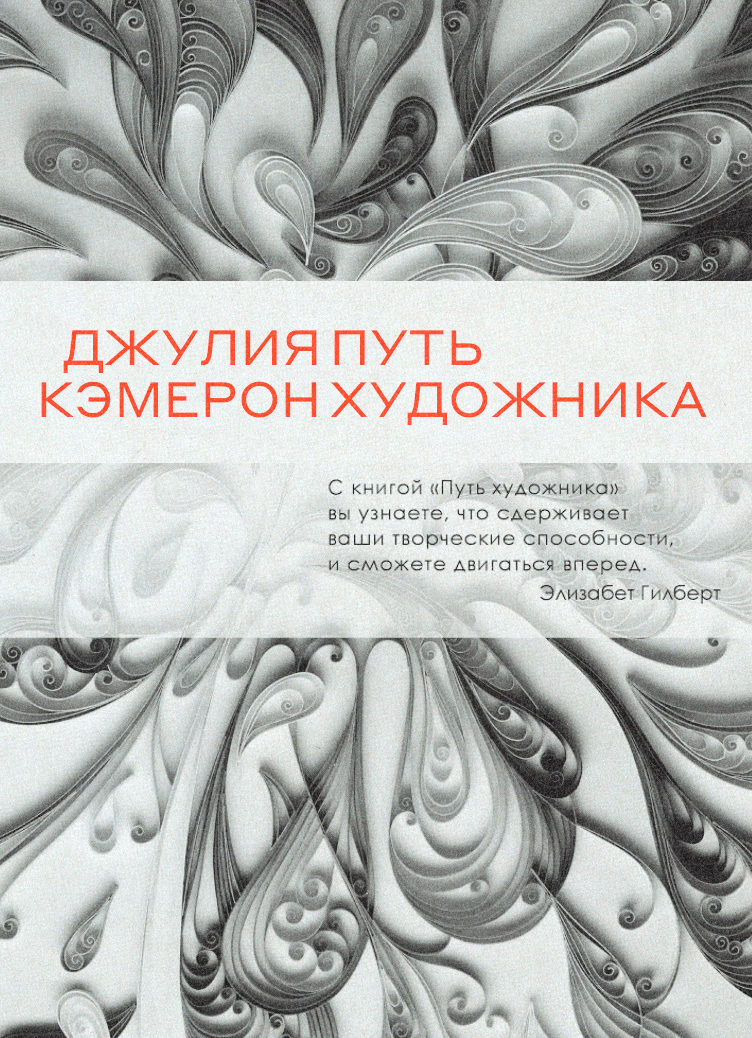 ДЖУЛИЯ
КЭМЕРОН
ПУТЬ
ХУДОЖНИКА
С книгой «Путь художника»
вы узнаете, что сдерживает
ваши творческие способности,
и сможете двигаться вперед.
Элизабет Гилберт